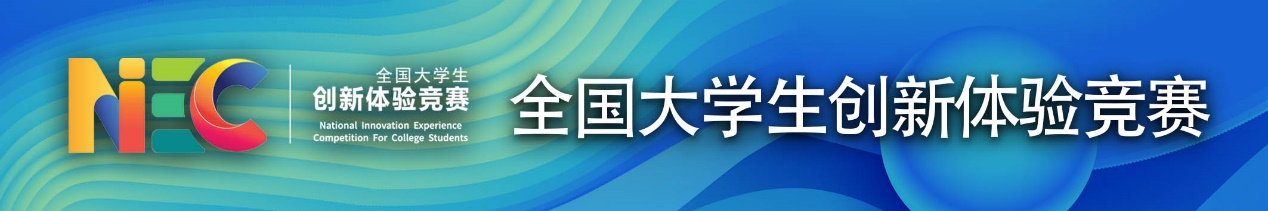 NIEC
全国大学生
创新体验竞赛
National Innovation Experience
Competition For College Students
全国大学生创新体验竞赛